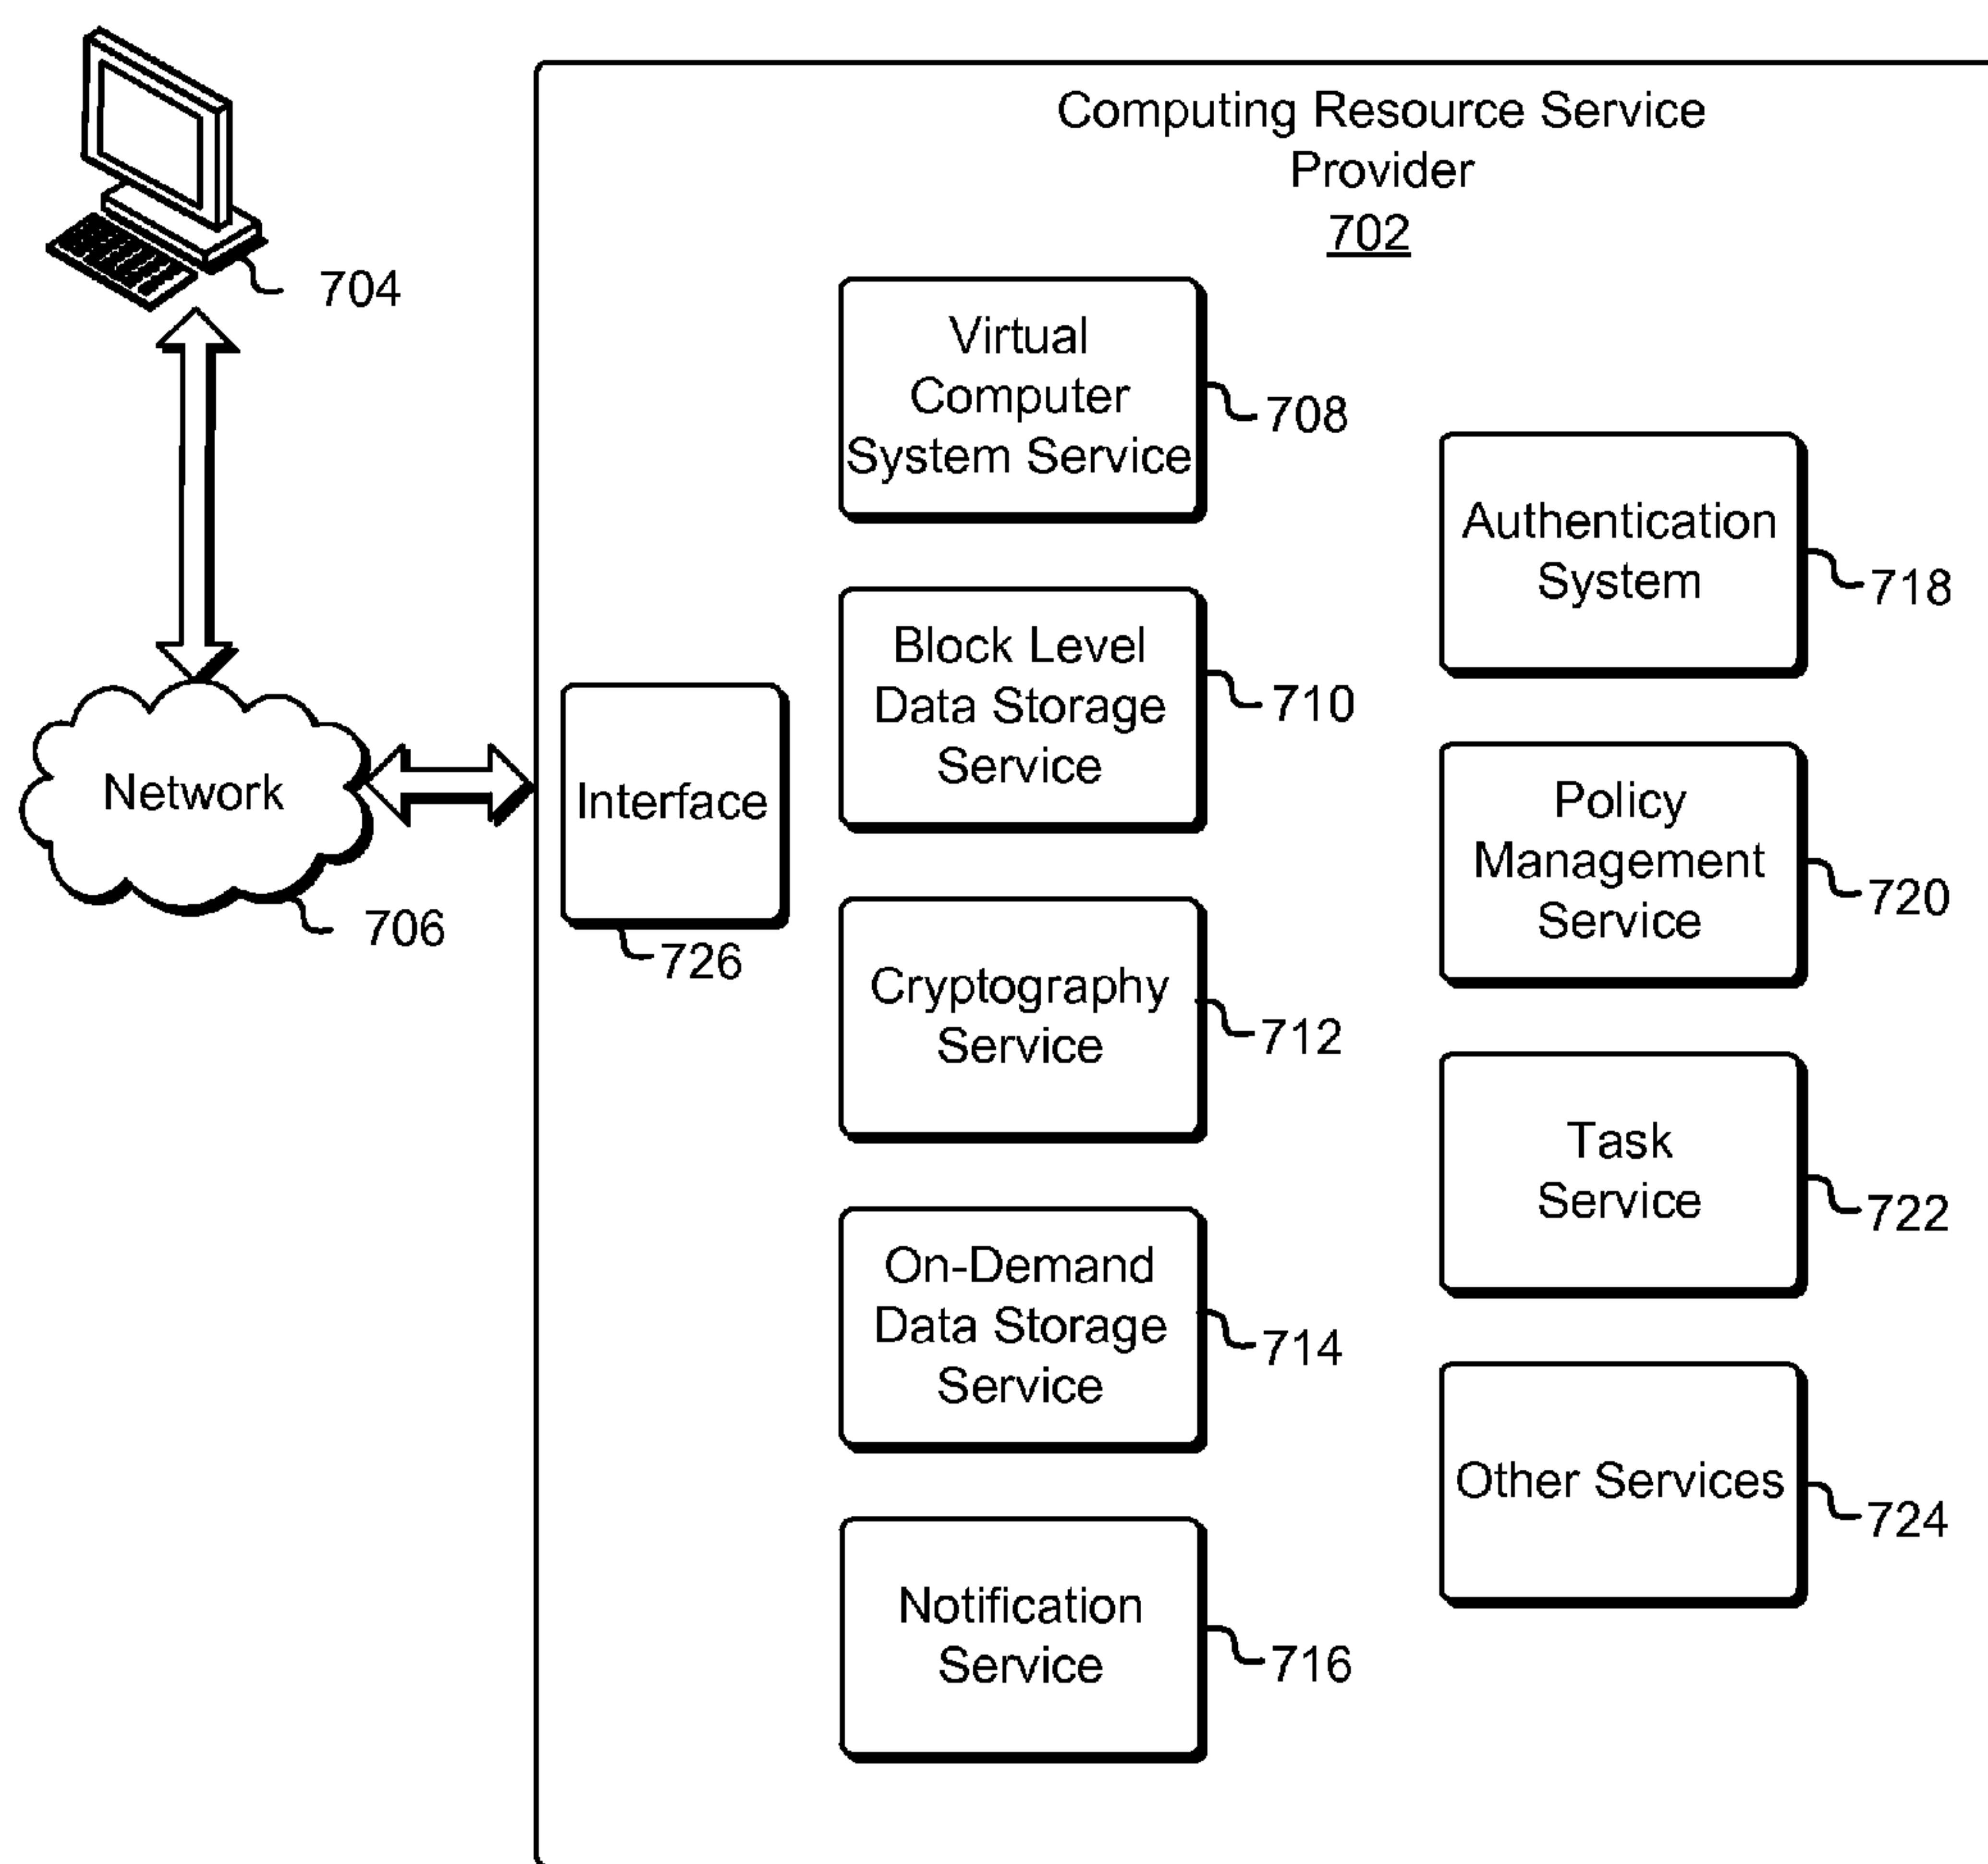 Computing Resource Service
Provider
702
704
Virtual
Computer
System Service
708
Authentication
System
718
Block Level
Data Storage
Service
710
Network
706
Interface
726
Policy
Management
Service
720
Cryptography
Service
712
Task
Service
722
On-Demand
Data Storage
Service
714
Other Services
724
Notification
Service
716